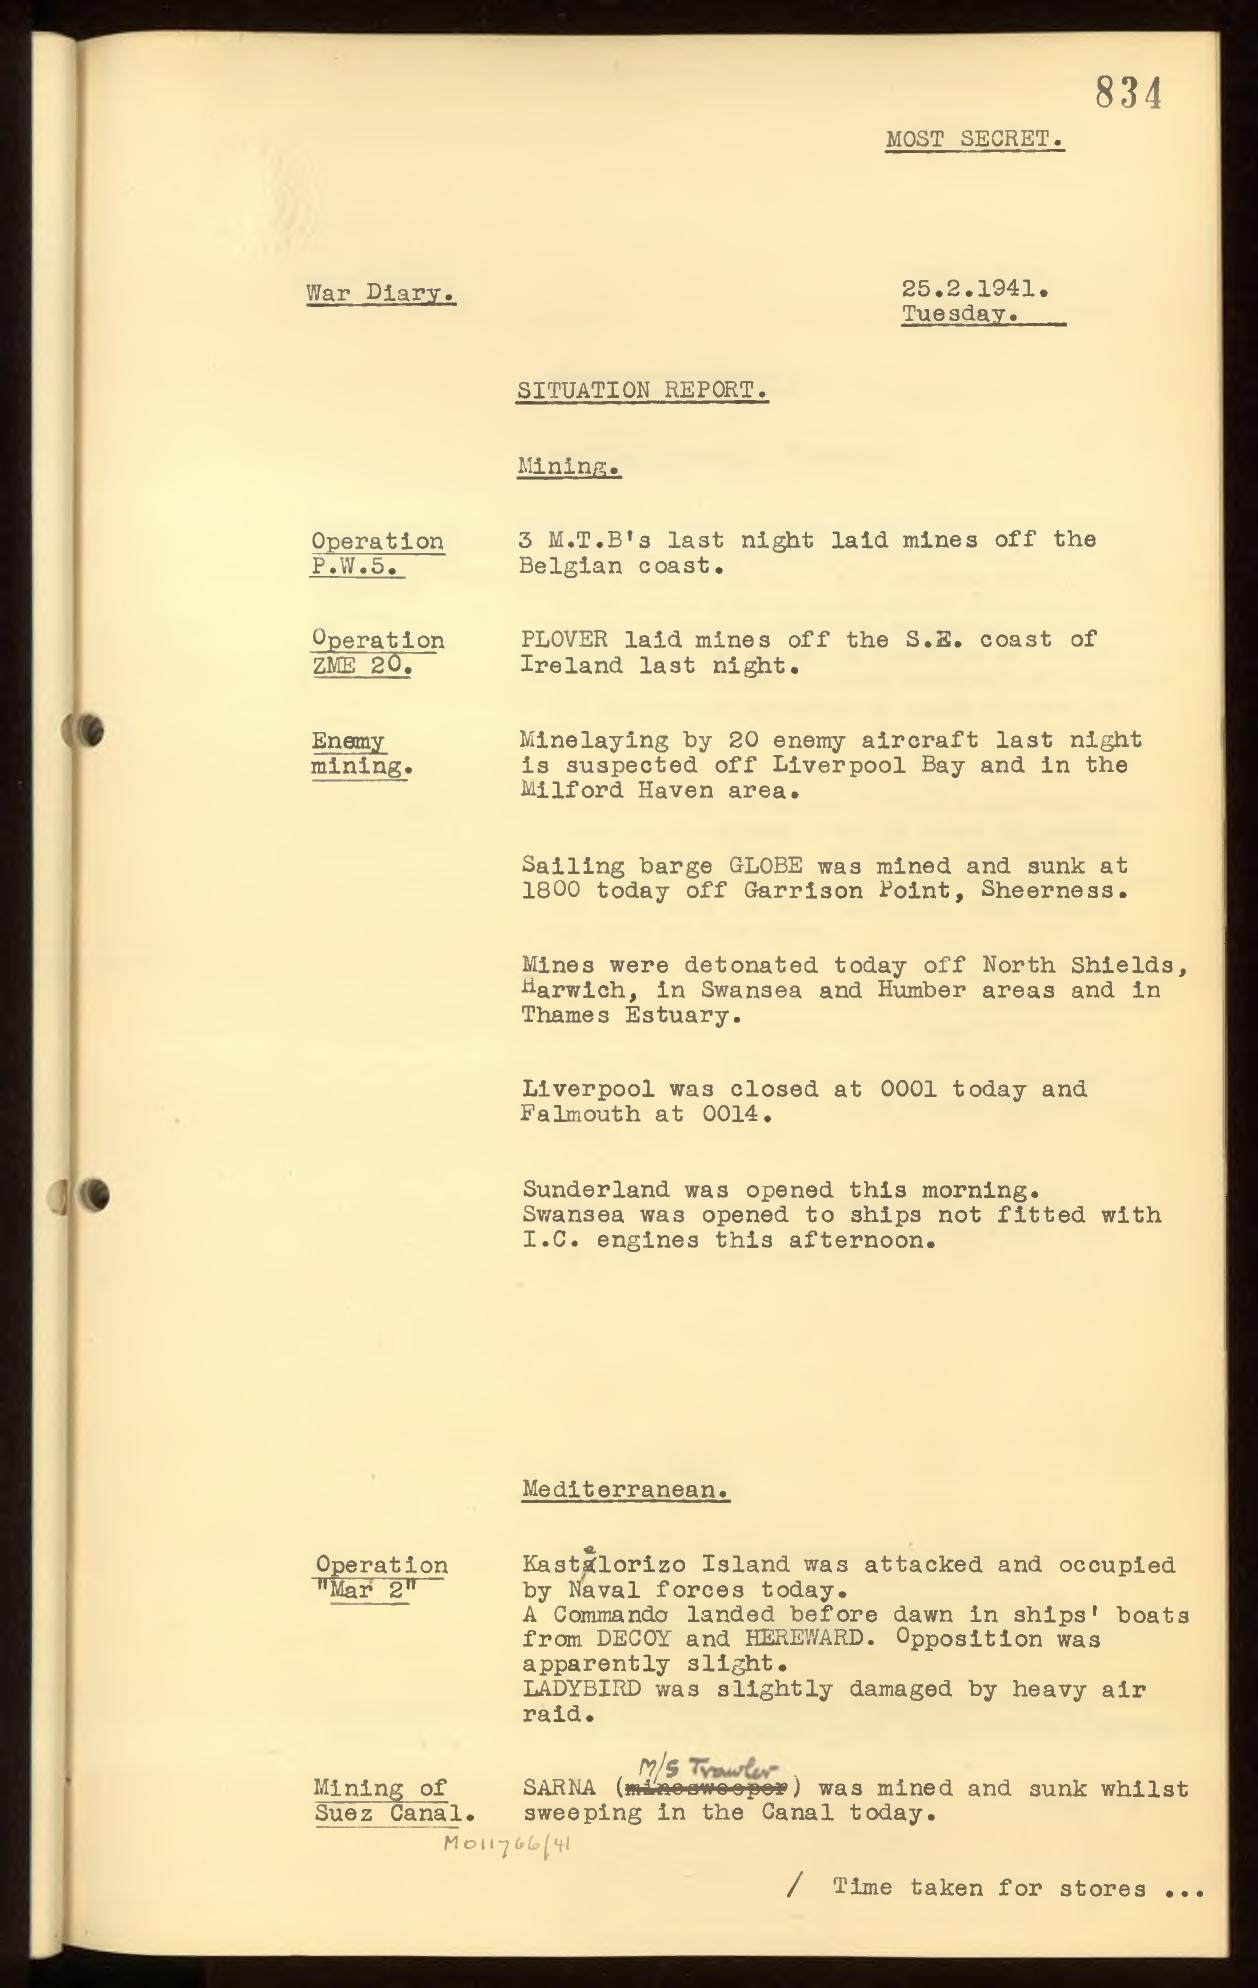 834
MOST SECRET.
War Diary.
25.2.1941.
Tuesday.
SITUATION REPORT.
Mining.
Operation
P.W.5.
3 M.T.B's last night laid mines off the
Belgian coast.
Operation
ZME 20.
PLOVER laid mines off the S.E. coast of
Ireland last night.
Enemy
mining.
Minelaying by 20 enemy aircraft last night
is suspected off Liverpool Bay and in the
Milford Haven area.
Sailing barge GLOBE was mined and sunk at
1800 today off Garrison Point, Sheerness.
Mines were detonated today off North Shields,
Harwich, in Swansea and Humber areas and in
Thames Estuary.
Liverpool was closed at 0001 today and
Falmouth at 0014.
Sunderland was opened this morning.
Swansea was opened to ships not fitted with
I.C. engines this afternoon.
Mediterranean.
Operation
"Mar 2"
Kastelorizo Island was attacked and occupied
by Naval forces today.
A Commando landed before dawn in ships' boats
from DECOY and HEREWARD. Opposition was
apparently slight.
LADYBIRD was slightly damaged by heavy air
raid.
M/S Trawler
Mining of
Suez Canal.
SARNA (minesweeper) was mined and sunk whilst
sweeping in the Canal today.
M011766/41
/ Time taken for stores ...